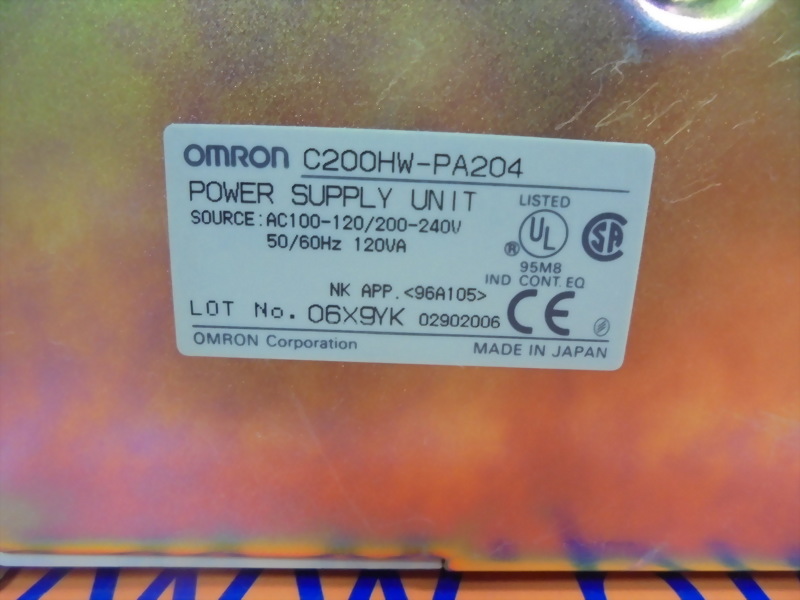 OMRON C200HW-PA204
POWER SUPPLY UNIT
SOURCE:AC100-120/200-240V
50/60Hz 120VA
LISTED
UL
®
95M8
IND CONT. EQ
NK APP.<96A105>
LOT No. 06X9YK 02902006
CE
OMRON Corporation
MADE IN JAPAN